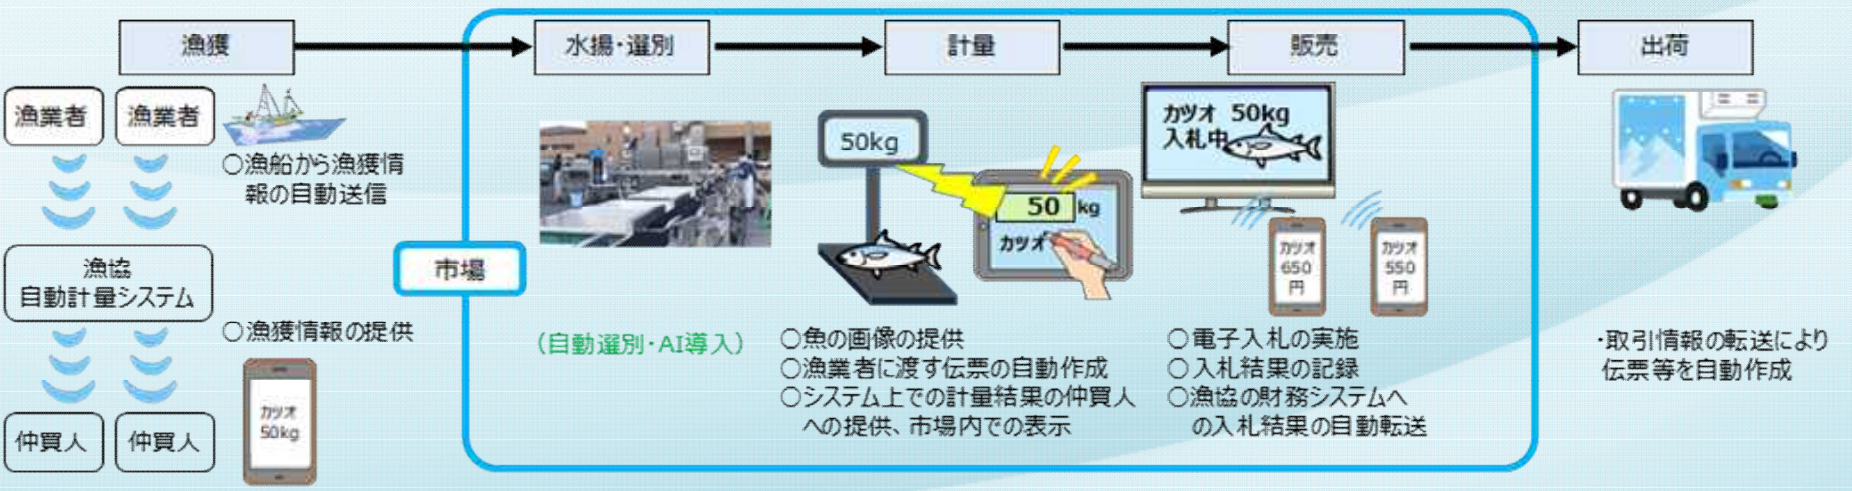 漁獲
水揚・選別
計量
販売
出荷
漁業者
漁業者
○漁船から漁獲情
報の自動送信
漁協
自動計量システム
○漁獲情報の提供
カツオ
50kg
仲買人
仲買人
市場
(自動選別・AI導入)
50kg
50 kg
カツオ
○魚の画像の提供
○漁業者に渡す伝票の自動作成
○システム上での計量結果の仲買人
への提供、市場内での表示
カツオ 50kg
入札中
カツオ
650
円
カツオ
550
円
○電子入札の実施
○入札結果の記録
○漁協の財務システムへ
の入札結果の自動転送
・取引情報の転送により
伝票等を自動作成